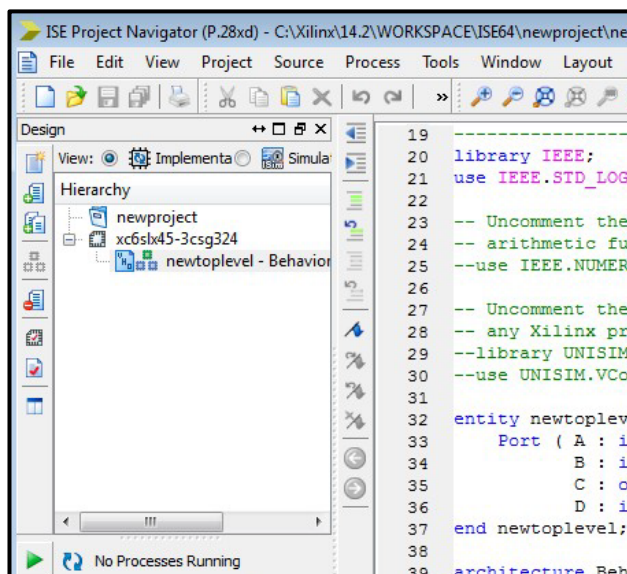 ISE Project Navigator (P.28xd) - C:\Xilinx\14.2\WORKSPACE\ISE64\newproject\ne
File Edit View Project Source Process Tools Window Layout
»
Design
View: Implementa Simula
Hierarchy
newproject
xc6slx45-3csg324
newtoplevel - Behavior
No Processes Running
19 ----------------
20 library IEEE;
21 use IEEE.STD_LOG
22
23 -- Uncomment the
24 -- arithmetic fu
25 --use IEEE.NUMER
26
27 -- Uncomment the
28 -- any Xilinx pr
29 --library UNISIM
30 --use UNISIM.VCo
31
32 entity newtoplev
33 Port ( A : i
34 B : i
35 C : o
36 D : i
37 end newtoplevel;
38
39 architecture Beh